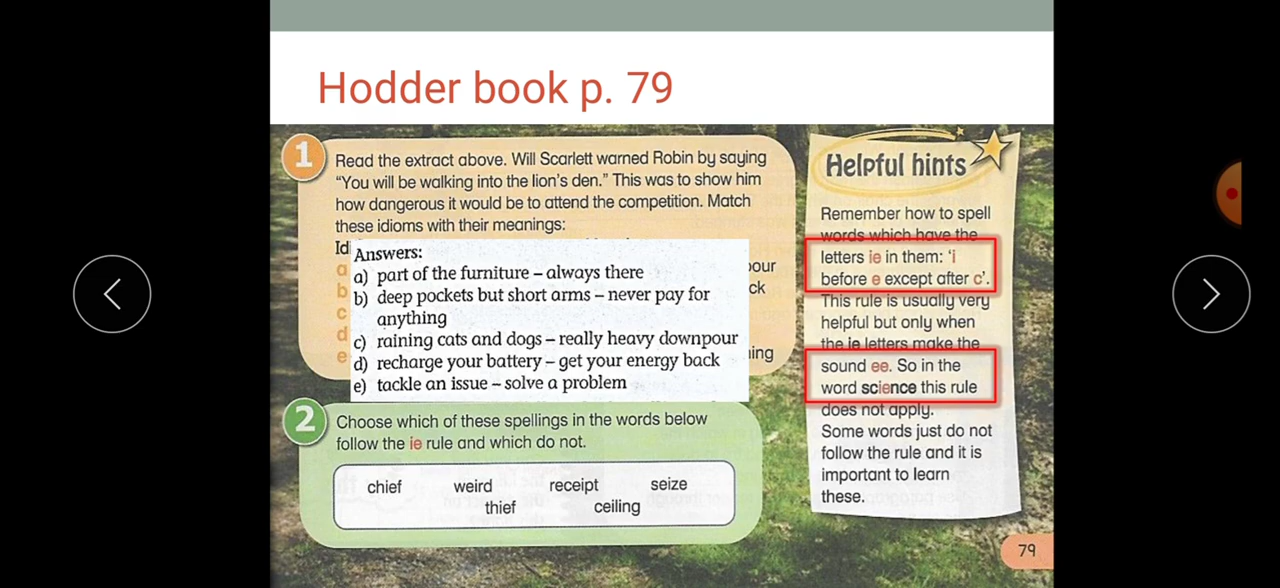 Hodder book p. 79
1
Read the extract above. Will Scarlett warned Robin by saying
"You will be walking into the lion's den." This was to show him
how dangerous it would be to attend the competition. Match
these idioms with their meanings:
Id
a
b
c
d
e
Answers:
a) part of the furniture – always there
b) deep pockets but short arms – never pay for
anything
c) raining cats and dogs – really heavy downpour
d) recharge your battery – get your energy back
e) tackle an issue – solve a problem
our
ck
ing
2
Choose which of these spellings in the words below
follow the ie rule and which do not.
chief weird receipt seize
thief ceiling
Helpful hints
Remember how to spell
words which have the
letters ie in them: 'i
before e except after c'.
This rule is usually very
helpful but only when
the ie letters make the
sound ee. So in the
word science this rule
does not apply.
Some words just do not
follow the rule and it is
important to learn
these.
79